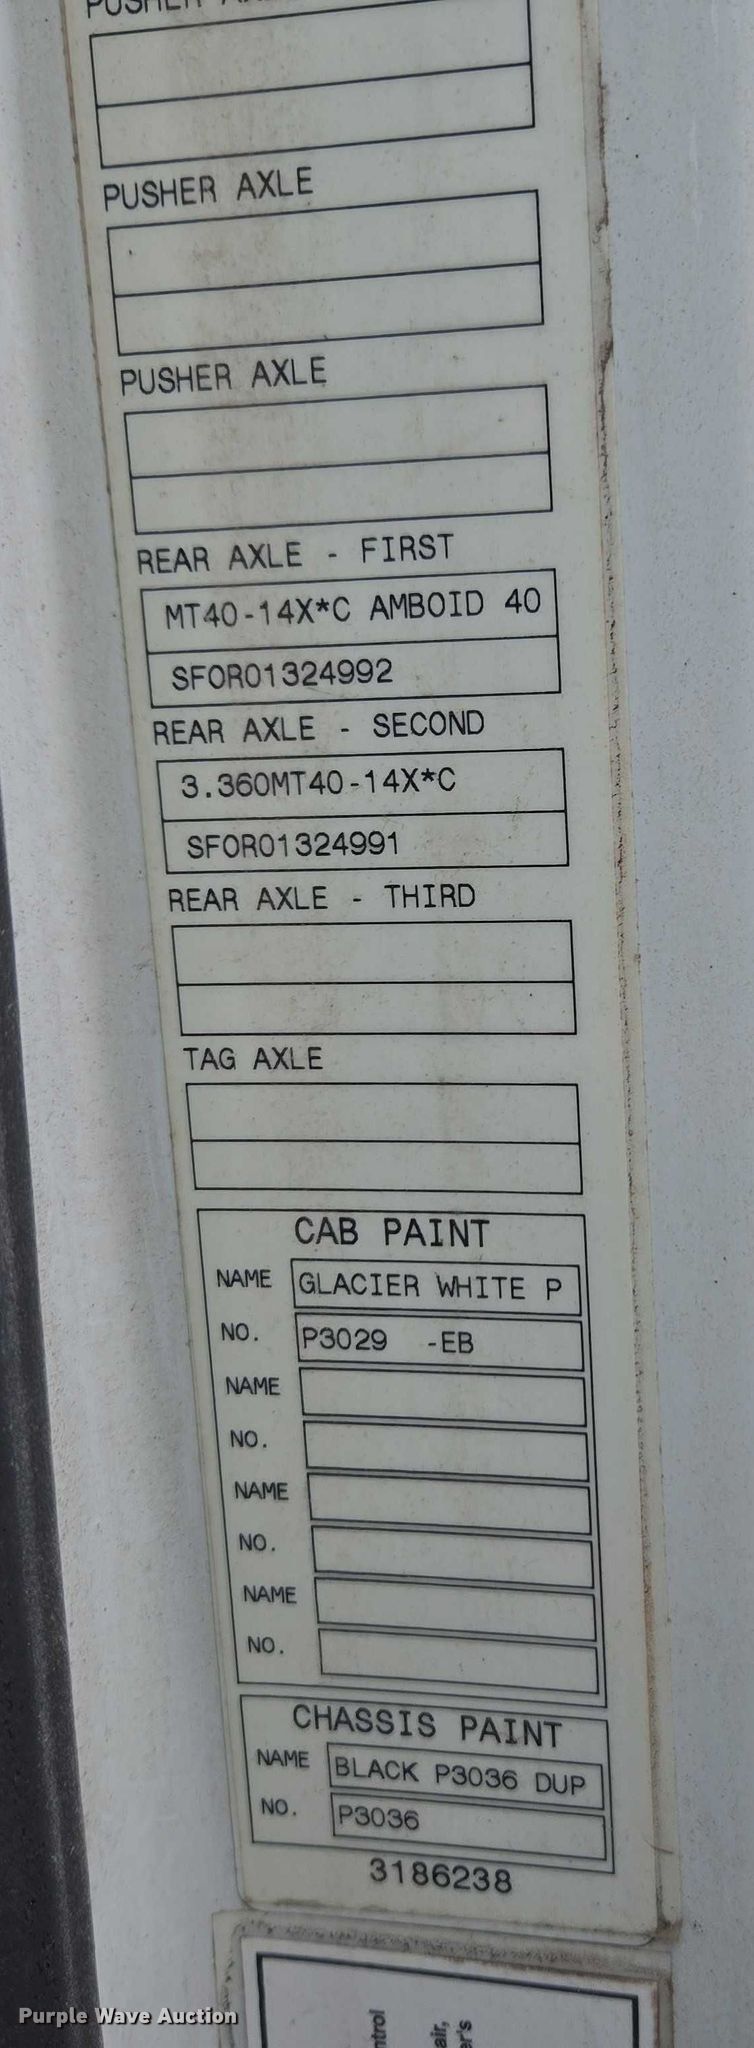 PUSHER
PUSHER AXLE
PUSHER AXLE
REAR AXLE - FIRST
MT40-14X*C AMBOID 40
SFOR01324992
REAR AXLE - SECOND
3.360MT40-14X*C
SFOR01324991
REAR AXLE - THIRD
TAG AXLE
CAB PAINT
NAME GLACIER WHITE P
NO. P3029 -EB
NAME
NO.
NAME
NO.
NAME
NO.
CHASSIS PAINT
NAME BLACK P3036 DUP
NO. P3036
3186238
Purple Wave Auction